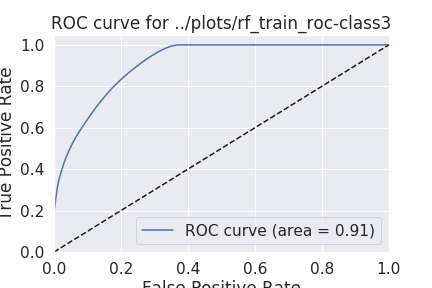 ROC curve for ../plots/rf_train_roc-class3
True Positive Rate
1.0
0.8
0.6
0.4
0.2
0.0
ROC curve (area = 0.91)
0.0 0.2 0.4 0.6 0.8 1.0
False Positive Rate